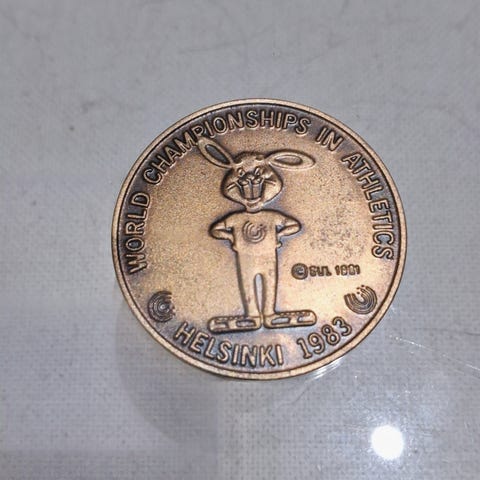 WORLD CHAMPIONSHIPS IN ATHLETICS
© SUL 1981
HELSINKI 1983